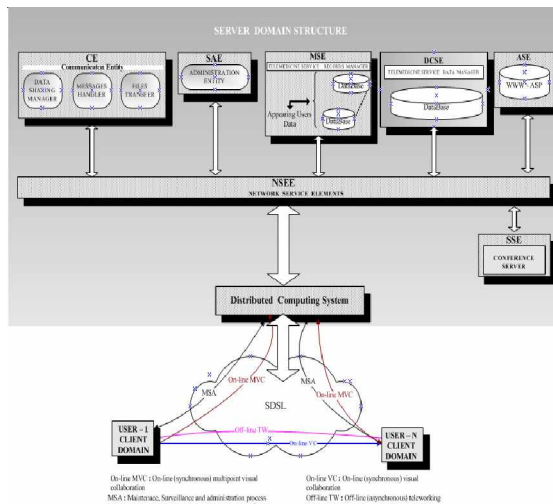 SERVER DOMAIN STRUCTURE
CE
Communicaton Entity
DATA
SHARING
MANAGER
MESSAGES
HANDLER
FILES
TRANSFER
SAE
ADMINISTRATION
ENTITY
MSE
TELEMEDICINE SERVICE RECORDS MANAGER
DataBase
Appearing Users
Data
DataBase
DCSE
TELEMEDICINE SERVICE DATA MANAGER
DataBase
ASE
WWW - ASP
NSEE
NETWORK SERVICE ELEMENTS
SSE
CONFERENCE
SERVER
Distributed Computing System
On-line MVC
On-line MVC
MSA
MSA
SDSL
USER - 1
CLIENT
DOMAIN
Off-line TW
On-line VC
USER - N
CLIENT
DOMAIN
On-line MVC : On-line (synchronous) multipoint visual
collaboration
MSA : Maintenace, Surveillance and administration process
On-line VC : On-line (synchronous) visual
collaboration
Off-line TW : Off-line (asynchronous) teleworking